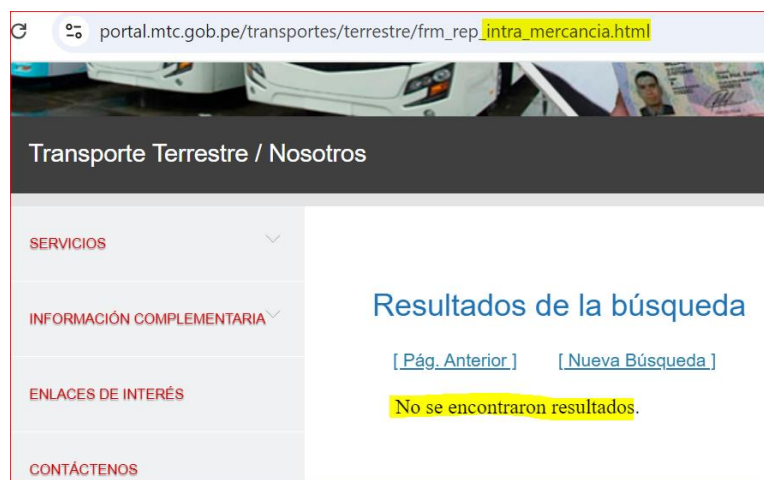 portal.mtc.gob.pe/transportes/terrestre/frm_rep_intra_mercancia.html
Transporte Terrestre / Nosotros
SERVICIOS
INFORMACIÓN COMPLEMENTARIA
ENLACES DE INTERÉS
CONTÁCTENOS
Resultados de la búsqueda
[ Pág. Anterior ] [ Nueva Búsqueda ]
No se encontraron resultados.